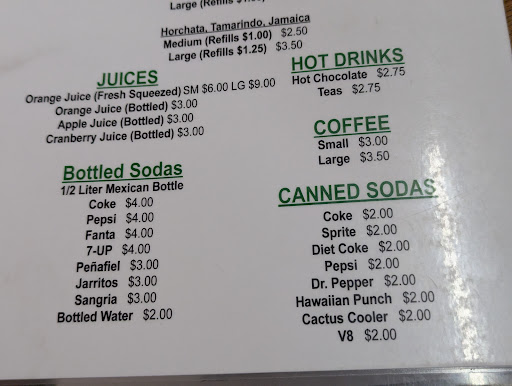 Large (Refills
Horchata, Tamarindo, Jamaica
Medium (Refills $1.00) $2.50
Large (Refills $1.25) $3.50
JUICES
Orange Juice (Fresh Squeezed) SM $6.00 LG $9.00
Orange Juice (Bottled) $3.00
Apple Juice (Bottled) $3.00
Cranberry Juice (Bottled) $3.00
Bottled Sodas
1/2 Liter Mexican Bottle
Coke $4.00
Pepsi $4.00
Fanta $4.00
7-UP $4.00
Peñafiel $3.00
Jarritos $3.00
Sangria $3.00
Bottled Water $2.00
HOT DRINKS
Hot Chocolate $2.75
Teas $2.75
COFFEE
Small $3.00
Large $3.50
CANNED SODAS
Coke $2.00
Sprite $2.00
Diet Coke $2.00
Pepsi $2.00
Dr. Pepper $2.00
Hawaiian Punch $2.00
Cactus Cooler $2.00
V8 $2.00